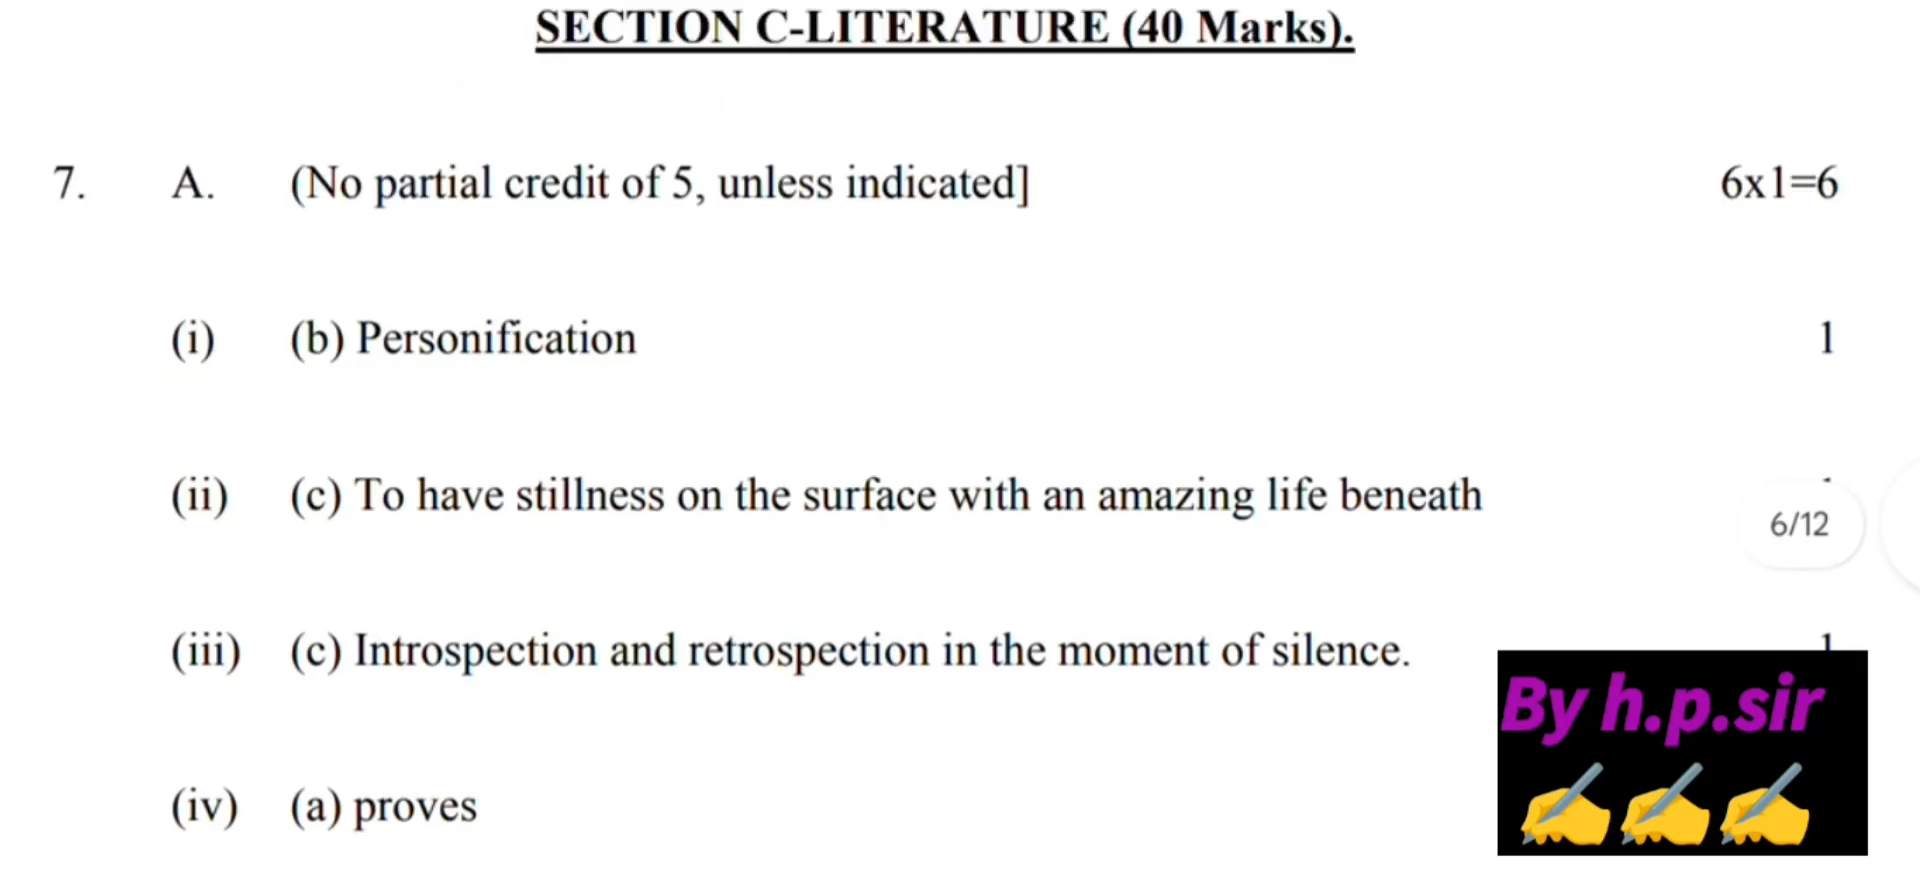 SECTION C-LITERATURE (40 Marks).
7. A. (No partial credit of 5, unless indicated] 6x1=6
(i) (b) Personification 1
(ii) (c) To have stillness on the surface with an amazing life beneath
6/12
(iii) (c) Introspection and retrospection in the moment of silence. 1
By h.p.sir
(iv) (a) proves